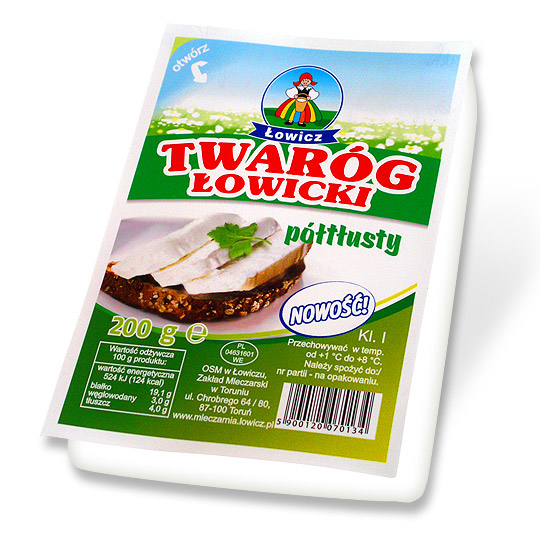 otwórz
Łowicz
TWARÓG
ŁOWICKI
półtłusty
NOWOŚĆ!
200 g e
Kl. I
Przechowywać w temp.
od +1 °C do +8 °C.
Należy spożyć do:/
nr partii - na opakowaniu.
Wartość odżywcza
100 g produktu:
wartość energetyczna
524 kJ (124 kcal)
białko 19,1 g
węglowodany 3,0 g
tłuszcz 4,0 g
PL
04631601
WE
OSM w Łowiczu,
Zakład Mleczarski
w Toruniu
ul. Chrobrego 64 / 80,
87-100 Toruń
www.mleczarnia.lowicz.pl
5900120070134